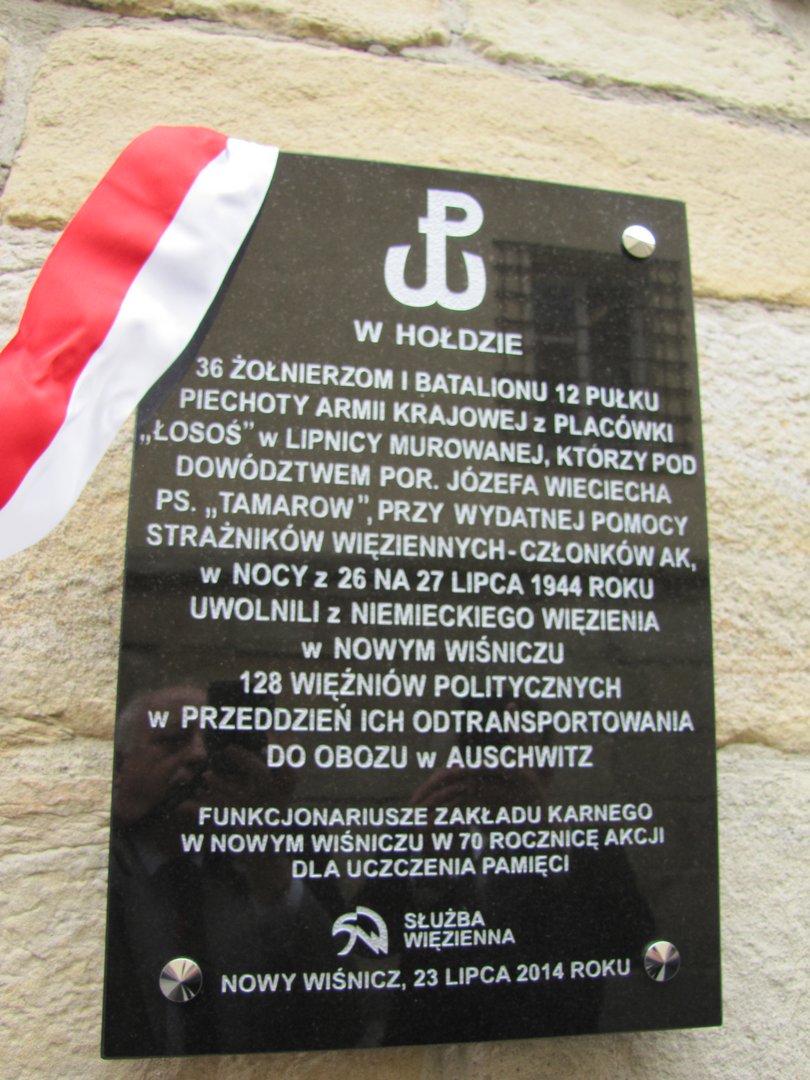 W HOŁDZIE
36 ŻOŁNIERZOM I BATALIONU 12 PUŁKU
PIECHOTY ARMII KRAJOWEJ z PLACÓWKI
„ŁOSOŚ" w LIPNICY MUROWANEJ, KTÓRZY POD
DOWÓDZTWEM POR. JÓZEFA WIECIECHA
PS. „TAMAROW", PRZY WYDATNEJ POMOCY
STRAŻNIKÓW WIĘZIENNYCH-CZŁONKÓW AK,
w NOCY z 26 NA 27 LIPCA 1944 ROKU
UWOLNILI z NIEMIECKIEGO WIĘZIENIA
w NOWYM WIŚNICZU
128 WIĘŹNIÓW POLITYCZNYCH
w PRZEDDZIEŃ ICH ODTRANSPORTOWANIA
DO OBOZU w AUSCHWITZ
FUNKCJONARIUSZE ZAKŁADU KARNEGO
W NOWYM WIŚNICZU W 70 ROCZNICĘ AKCJI
DLA UCZCZENIA PAMIĘCI
SŁUŻBA
WIĘZIENNA
NOWY WIŚNICZ, 23 LIPCA 2014 ROKU